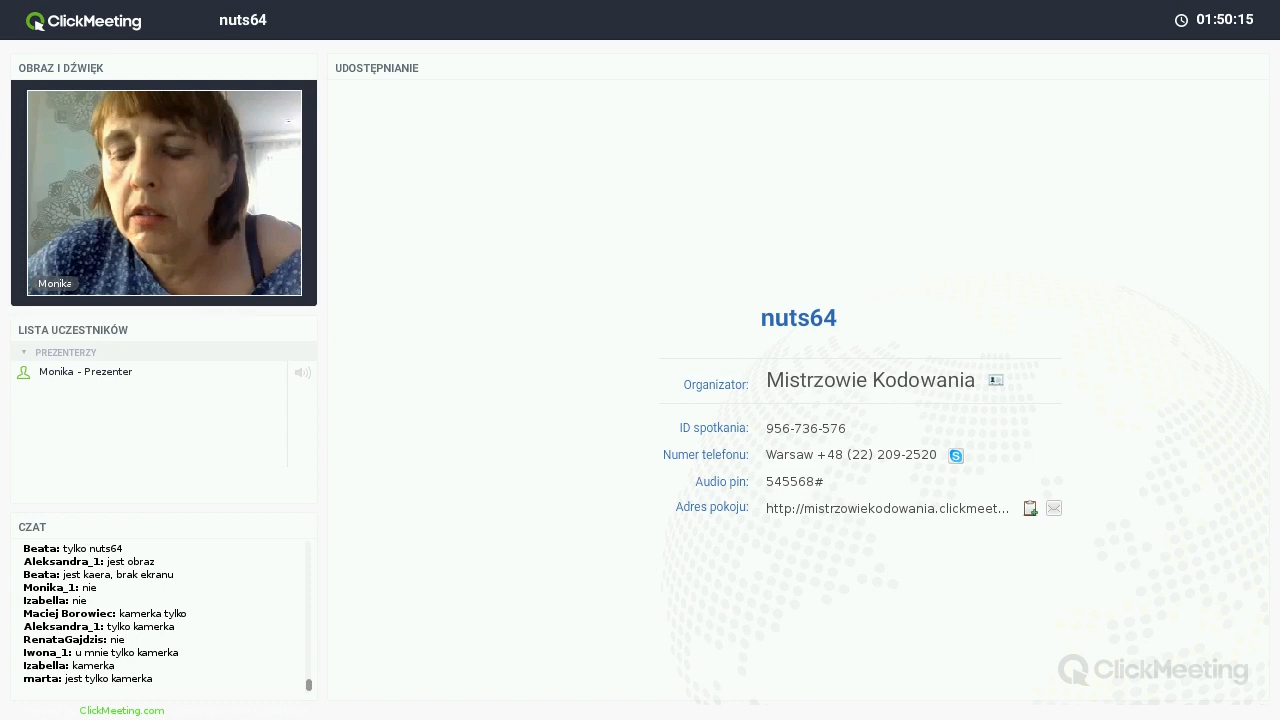 ClickMeeting
nuts64
01:50:15
OBRAZ I DŹWIĘK
Monika
LISTA UCZESTNIKÓW
PREZENTERZY
Monika - Prezenter
CZAT
Beata: tylko nuts64
Aleksandra_1: jest obraz
Beata: jest kaera, brak ekranu
Monika_1: nie
Izabella: nie
Maciej Borowiec: kamerka tylko
Aleksandra_1: tylko kamerka
RenataGajdzis: nie
Iwona_1: u mnie tylko kamerka
Izabella: kamerka
marta: jest tylko kamerka
ClickMeeting.com
UDOSTĘPNIANIE
nuts64
Organizator: Mistrzowie Kodowania
ID spotkania: 956-736-576
Numer telefonu: Warsaw +48 (22) 209-2520
Audio pin: 545568#
Adres pokoju: http://mistrzowiekodowania.clickmeet...
ClickMeeting